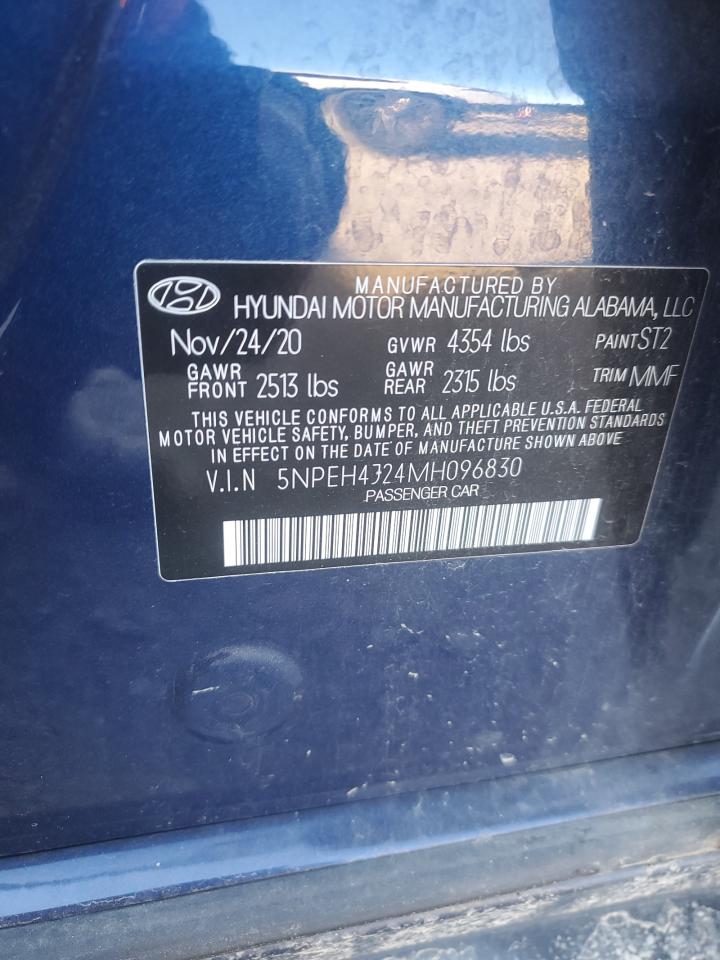 MANUFACTURED BY
HYUNDAI MOTOR MANUFACTURING ALABAMA, LLC
Nov/24/20 GVWR 4354 lbs PAINT ST2
GAWR FRONT 2513 lbs GAWR REAR 2315 lbs TRIM MMF
THIS VEHICLE CONFORMS TO ALL APPLICABLE U.S.A. FEDERAL
MOTOR VEHICLE SAFETY, BUMPER, AND THEFT PREVENTION STANDARDS
IN EFFECT ON THE DATE OF MANUFACTURE SHOWN ABOVE
V.I.N 5NPEH4J24MH096830
PASSENGER CAR